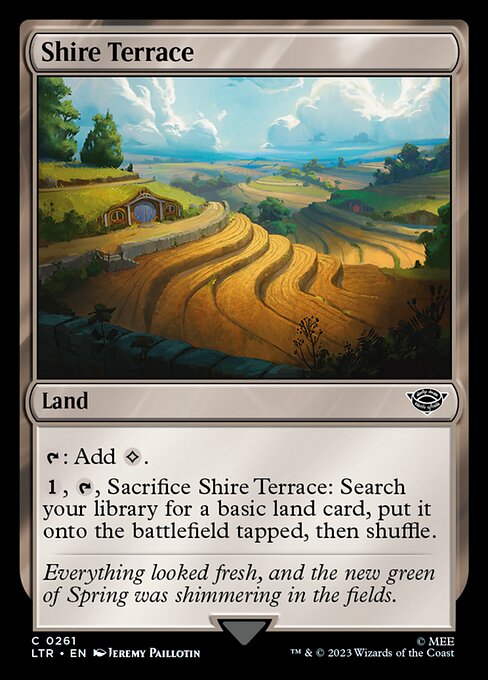 Shire Terrace
Land
: Add .
1, , Sacrifice Shire Terrace: Search
your library for a basic land card, put it
onto the battlefield tapped, then shuffle.
Everything looked fresh, and the new green
of Spring was shimmering in the fields.
C 0261
LTR • EN JEREMY PAILLOTIN
© MEE
™ & © 2023 Wizards of the Coast